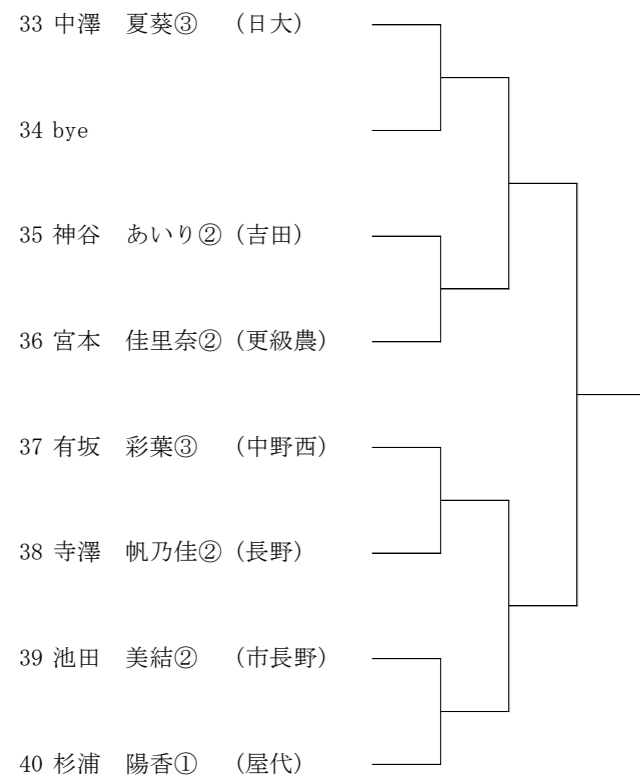 33 中澤　夏葵③　（日大）
34 bye
35 神谷　あいり②（吉田）
36 宮本　佳里奈②（更級農）
37 有坂　彩葉③　（中野西）
38 寺澤　帆乃佳②（長野）
39 池田　美結②　（市長野）
40 杉浦　陽香①　（屋代）